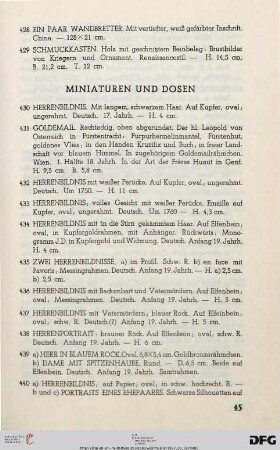 428 EIN PAAR WANDBRETTER. Mit vertiefter, weiß gefärbter Inschrift.
China. — 128×21 cm.
429 SCHMUCKKASTEN. Holz mit geschnitztem Beinbelag: Brustbilder
von Kriegern und Ornament. Renaissancestil. — H. 14,5 cm,
B. 21,2 cm. T. 12 cm.
MINIATUREN UND DOSEN
430 HERRENBILDNIS. Mit langem, schwarzem Haar. Auf Kupfer, oval;
ungerahmt. Deutsch. 17. Jahrh. — H. 4 cm.
431 GOLDEMAIL. Rechteckig, oben abgerundet. Der hl. Leopold von
Österreich in Fürstentracht: Purpurhermelinmantel, Fürstenhut,
goldenes Vlies; in den Händen Kruzifix und Buch; in freier Land-
schaft vor blauem Himmel. In zugehörigem Goldemailrähmchen.
Wien. 1. Hälfte 18. Jahrh. In der Art der Frères Huaut in Genf.
H. 9,5 cm. B. 5,8 cm.
432 HERRENBILDNIS mit weißer Perücke. Auf Kupfer, oval; ungerahmt.
Deutsch. Um 1750. — H. 11 cm.
433 HERRENBILDNIS, volles Gesicht mit weißer Perücke. Emaille auf
Kupfer, oval; ungerahmt. Deutsch. Um 1760 — H. 4,3 cm.
434 HERRENBILDNIS mit in die Stirn gekämmtem Haar. Auf Elfenbein;
oval, in Kupfergoldrahmen, mit Anhänger. Rückwärts: Mono-
gramm J.D. in Kupfergold und Widmung. Deutsch. Anfang 19. Jahrh.
H. 4 cm.
435 ZWEI HERRENBILDNISSE, a) im Profil. Schw. R. b) en face mit
Favoris; Messingrahmen. Deutsch. Anfang 19. Jahrh. — H. a) 2,5 cm.
b) 2,5 cm.
436 HERRENBILDNIS mit Backenbart und Vatermördern. Auf Elfenbein;
oval; Messingrahmen. Deutsch. Anfang 19. Jahrh. — H. 3 cm.
437 HERRENBILDNIS mit Vatermördern; blauer Rock. Auf Elfenbein;
oval, schw. R. Deutsch (?) Anfang 19. Jahrh. — H. 5 cm.
438 HERRENPORTRAIT; brauner Rock. Auf Elfenbein; oval, schw. R.
Deutsch. Anfang 19. Jahrh. — H. 6 cm.
439 a) HERR IN BLAUEM ROCK. Oval, 6,8×5,4 cm. Goldbronzerähmchen.
b) DAME MIT SPITZENHAUBE. Rund. — D. 6,5 cm. Beide auf
Elfenbein. Deutsch. Anfang 19. Jahrh. Samtrahmen.
440 a) HERRENBILDNIS, auf Papier, oval; in schw. hochrecht. R. —
b und c) PORTRAITS EINES EHEPAARES. Schwarze Silhouetten auf
45
DFG